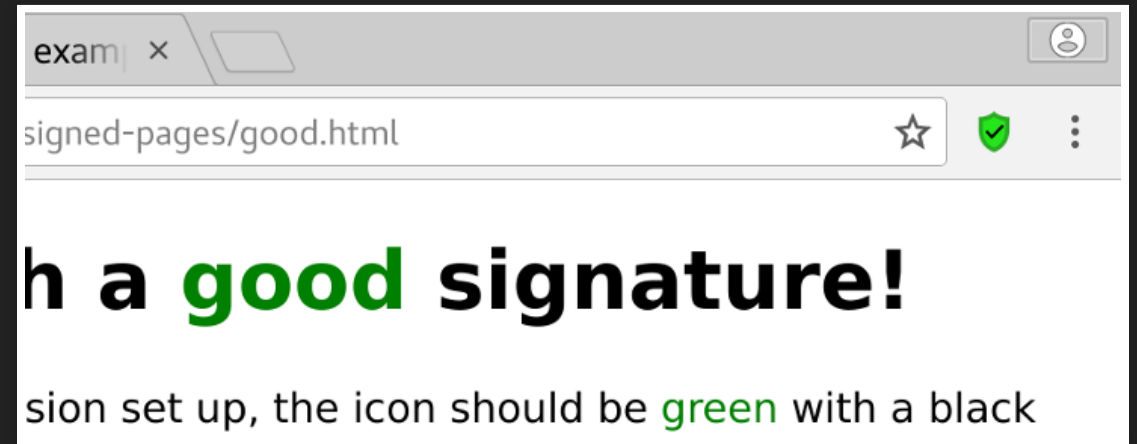 exam
signed-pages/good.html
h a good signature!
sion set up, the icon should be green with a black